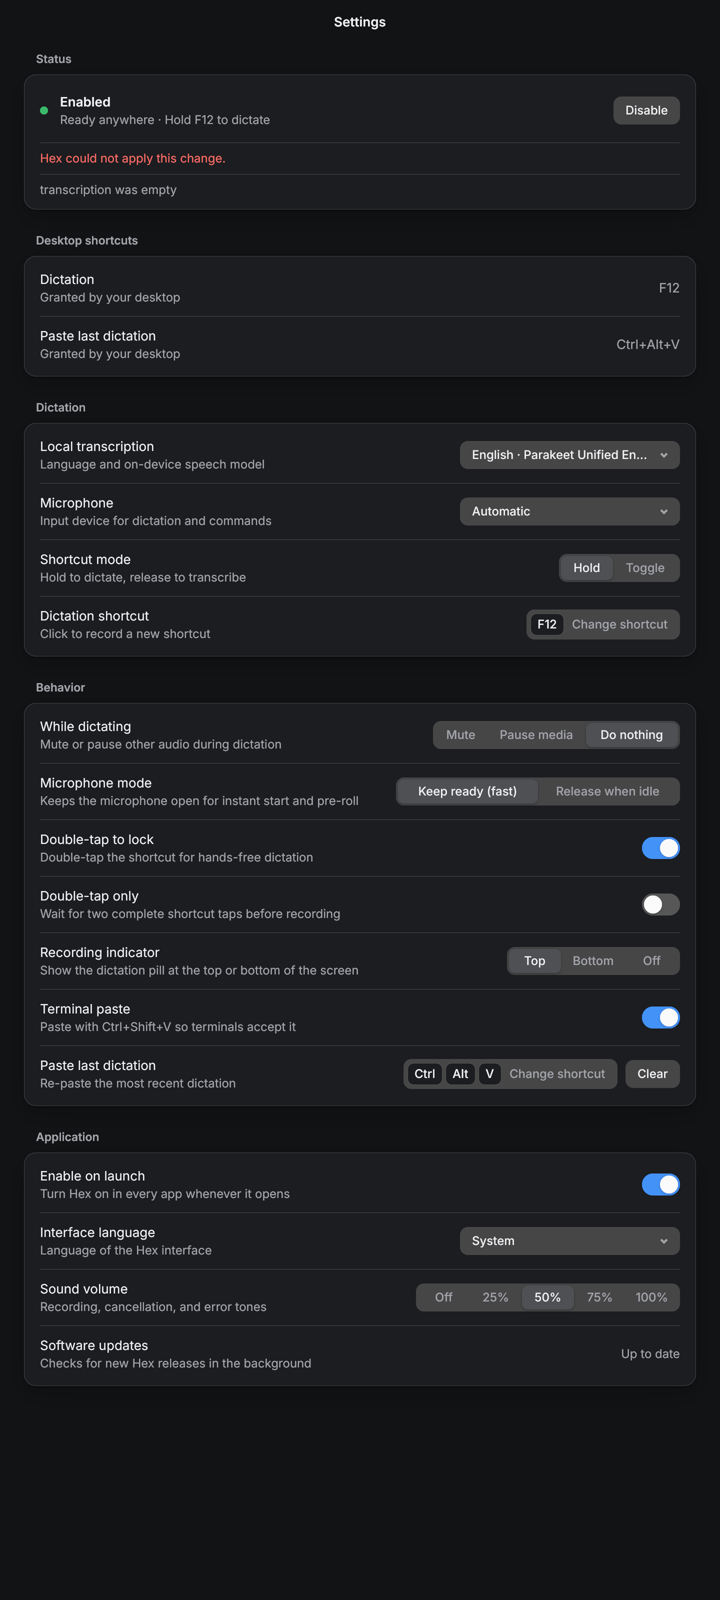 Settings
Status
Enabled
Ready anywhere · Hold F12 to dictate
Disable
Hex could not apply this change.
transcription was empty
Desktop shortcuts
Dictation
Granted by your desktop
F12
Paste last dictation
Granted by your desktop
Ctrl+Alt+V
Dictation
Local transcription
Language and on-device speech model
English · Parakeet Unified En...
Microphone
Input device for dictation and commands
Automatic
Shortcut mode
Hold to dictate, release to transcribe
Hold Toggle
Dictation shortcut
Click to record a new shortcut
F12 Change shortcut
Behavior
While dictating
Mute or pause other audio during dictation
Mute Pause media Do nothing
Microphone mode
Keeps the microphone open for instant start and pre-roll
Keep ready (fast) Release when idle
Double-tap to lock
Double-tap the shortcut for hands-free dictation
Double-tap only
Wait for two complete shortcut taps before recording
Recording indicator
Show the dictation pill at the top or bottom of the screen
Top Bottom Off
Terminal paste
Paste with Ctrl+Shift+V so terminals accept it
Paste last dictation
Re-paste the most recent dictation
Ctrl Alt V Change shortcut Clear
Application
Enable on launch
Turn Hex on in every app whenever it opens
Interface language
Language of the Hex interface
System
Sound volume
Recording, cancellation, and error tones
Off 25% 50% 75% 100%
Software updates
Checks for new Hex releases in the background
Up to date